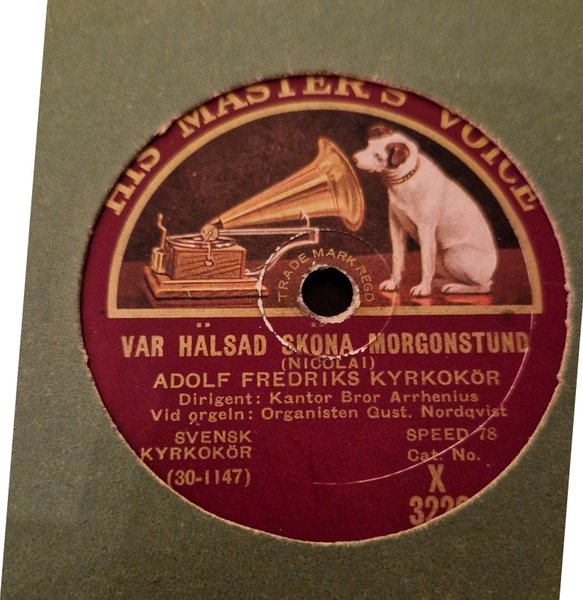 HIS MASTER'S VOICE
TRADE MARK REGD.
VAR HÄLSAD SKÖNA MORGONSTUND
(NICOLAI)
ADOLF FREDRIKS KYRKOKÖR
Dirigent: Kantor Bror Arrhenius
Vid orgeln: Organisten Gust. Nordqvist
SVENSK SPEED 78
KYRKOKÖR Cat. No.
(30-1147) X